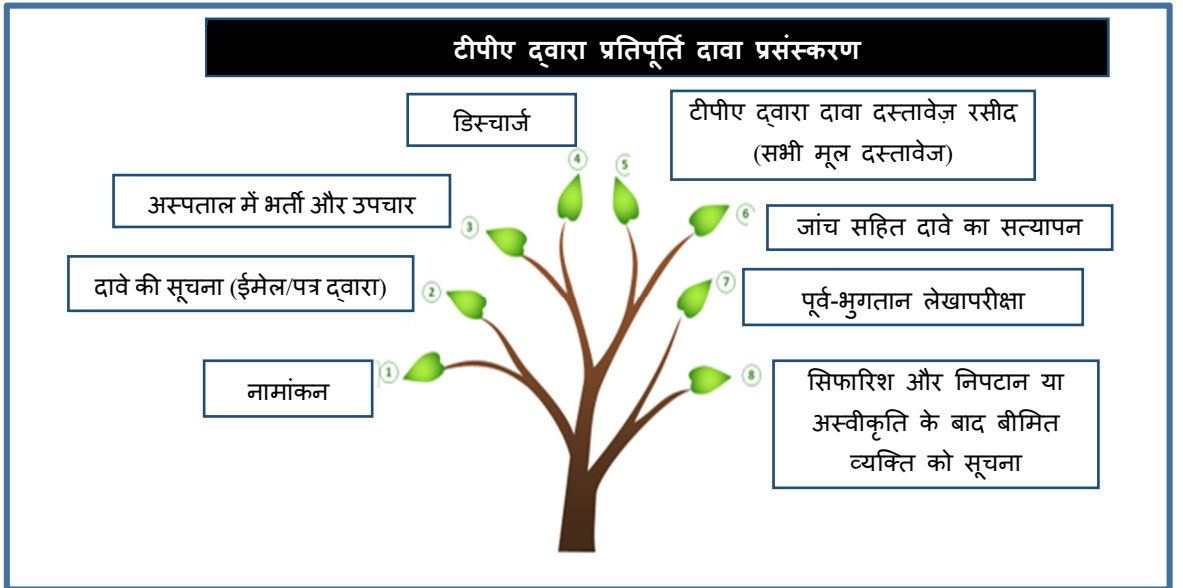 टीपीए द्वारा प्रतिपूर्ति दावा प्रसंस्करण
डिस्चार्ज
टीपीए द्वारा दावा दस्तावेज़ रसीद
(सभी मूल दस्तावेज)
4
5
अस्पताल में भर्ती और उपचार
3
6
जांच सहित दावे का सत्यापन
दावे की सूचना (ईमेल/पत्र द्वारा)
2
7
पूर्व-भुगतान लेखापरीक्षा
नामांकन
1
8
सिफारिश और निपटान या
अस्वीकृति के बाद बीमित
व्यक्ति को सूचना